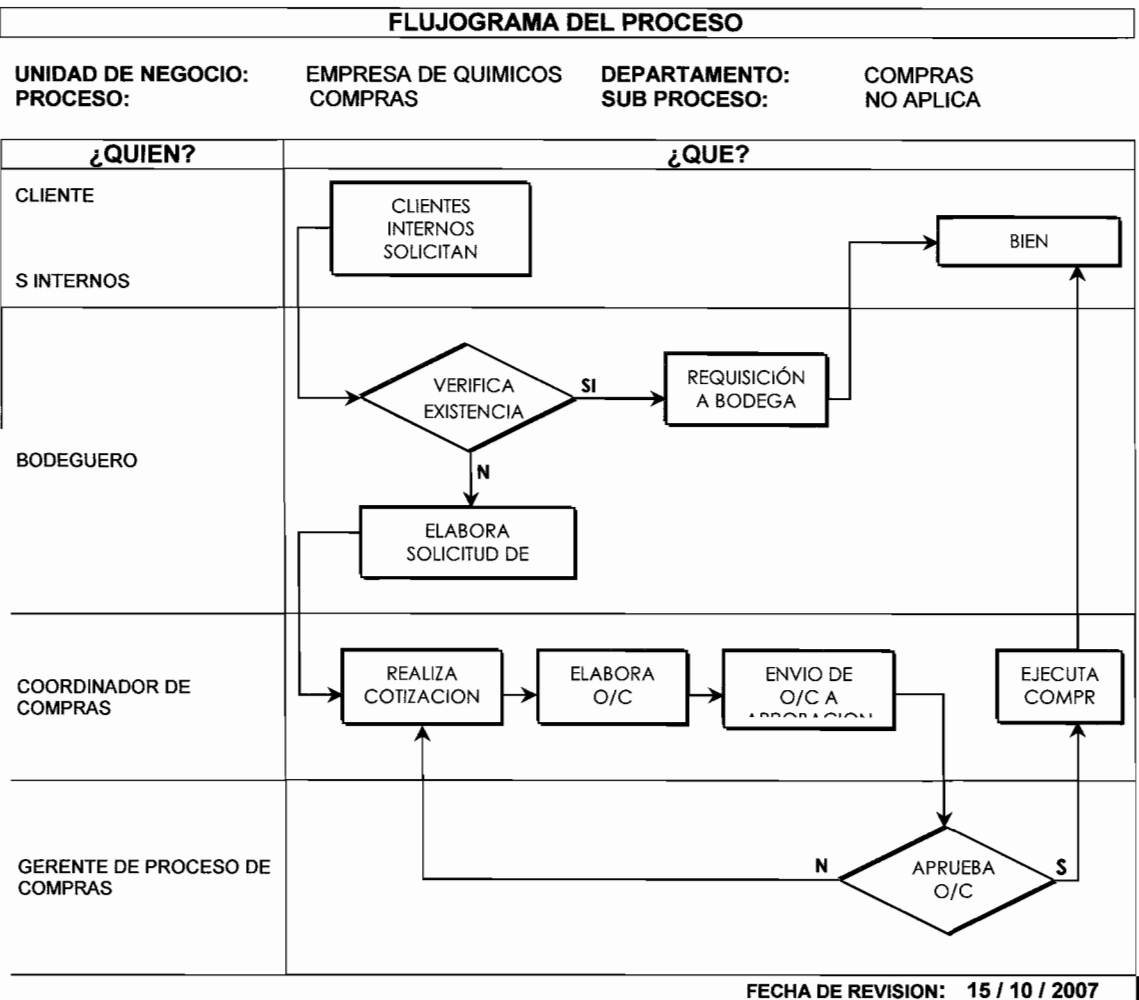 FLUJOGRAMA DEL PROCESO
UNIDAD DE NEGOCIO: EMPRESA DE QUIMICOS DEPARTAMENTO: COMPRAS
PROCESO: COMPRAS SUB PROCESO: NO APLICA
¿QUIEN? ¿QUE?
CLIENTE
S INTERNOS
CLIENTES
INTERNOS
SOLICITAN
BIEN
BODEGUERO
VERIFICA
EXISTENCIA
SI
REQUISICIÓN
A BODEGA
N
ELABORA
SOLICITUD DE
COORDINADOR DE
COMPRAS
REALIZA
COTIZACION
ELABORA
O/C
ENVIO DE
O/C A
APROBACION
EJECUTA
COMPR
GERENTE DE PROCESO DE
COMPRAS
N
APRUEBA
O/C
S
FECHA DE REVISION: 15 / 10 / 2007